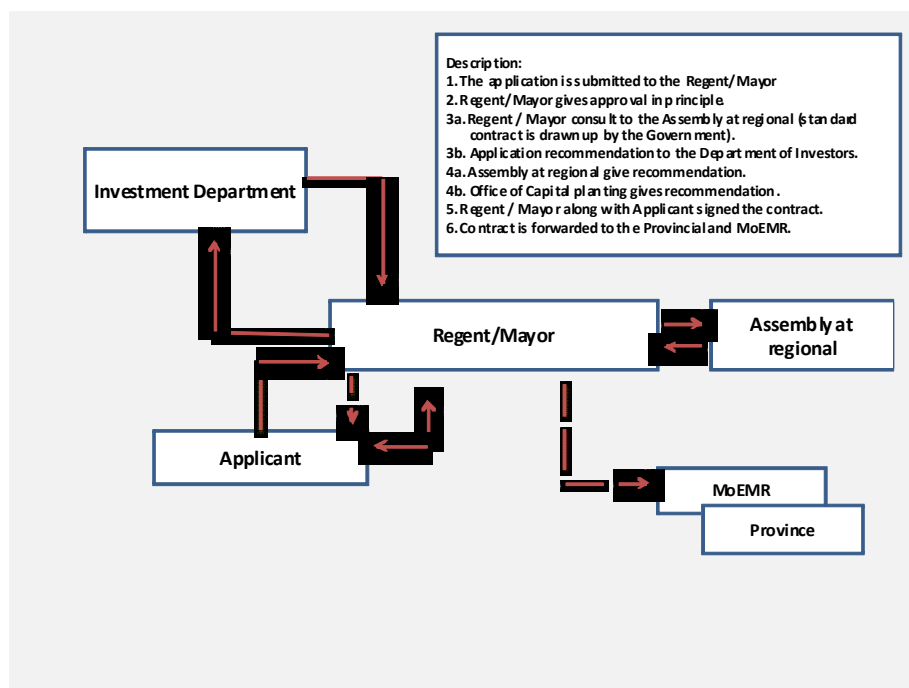 Description:
1. The application is submitted to the Regent/Mayor
2. Regent/Mayor gives approval in principle.
3a. Regent / Mayor consult to the Assembly at regional (standard
contract is drawn up by the Government).
3b. Application recommendation to the Department of Investors.
4a. Assembly at regional give recommendation.
4b. Office of Capital planting gives recommendation.
5. Regent / Mayor along with Applicant signed the contract.
6. Contract is forwarded to the Provincial and MoEMR.
Investment Department
Regent/Mayor
Assembly at
regional
Applicant
MoEMR
Province